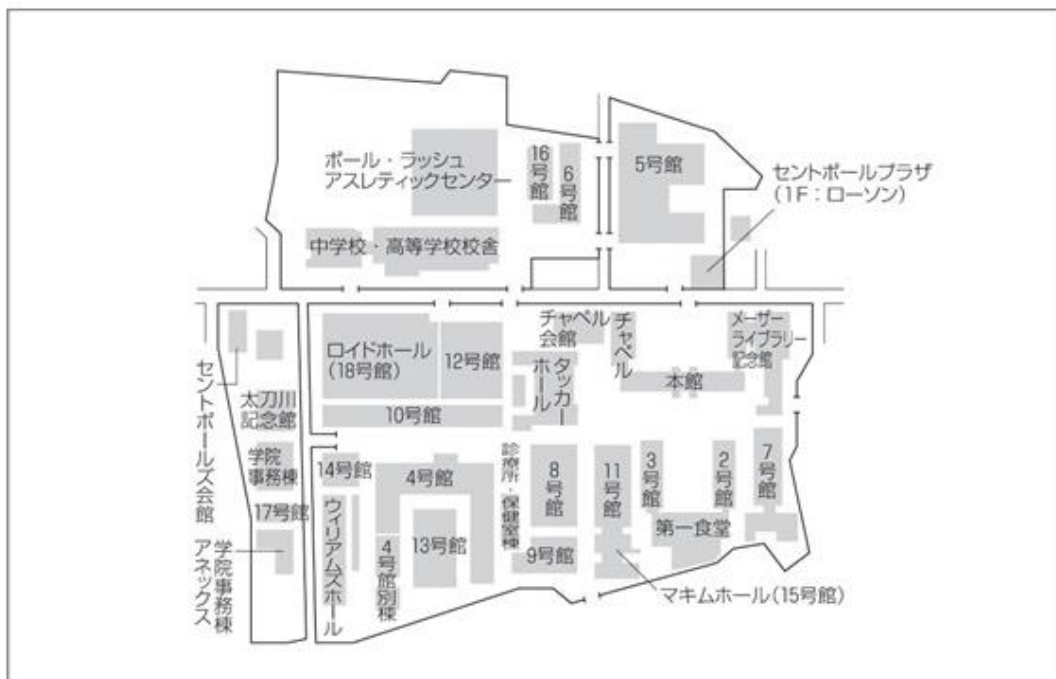 ポール・ラッシュ
アスレティックセンター
16号館
6号館
5号館
セントポールプラザ
(1F:ローソン)
中学校・高等学校校舎
ロイドホール
(18号館)
12号館
チャペル
会館
チャペル
メーザー
ライブラリー
記念館
タッカー
ホール
本館
10号館
セントポールズ会館
太刀川
記念館
学院
事務棟
17号館
学院事務棟
アネックス
14号館
ウィリアムズホール
4号館
4号館別棟
13号館
診療所・保健室棟
8号館
9号館
11号館
3号館
2号館
7号館
第一食堂
マキムホール(15号館)